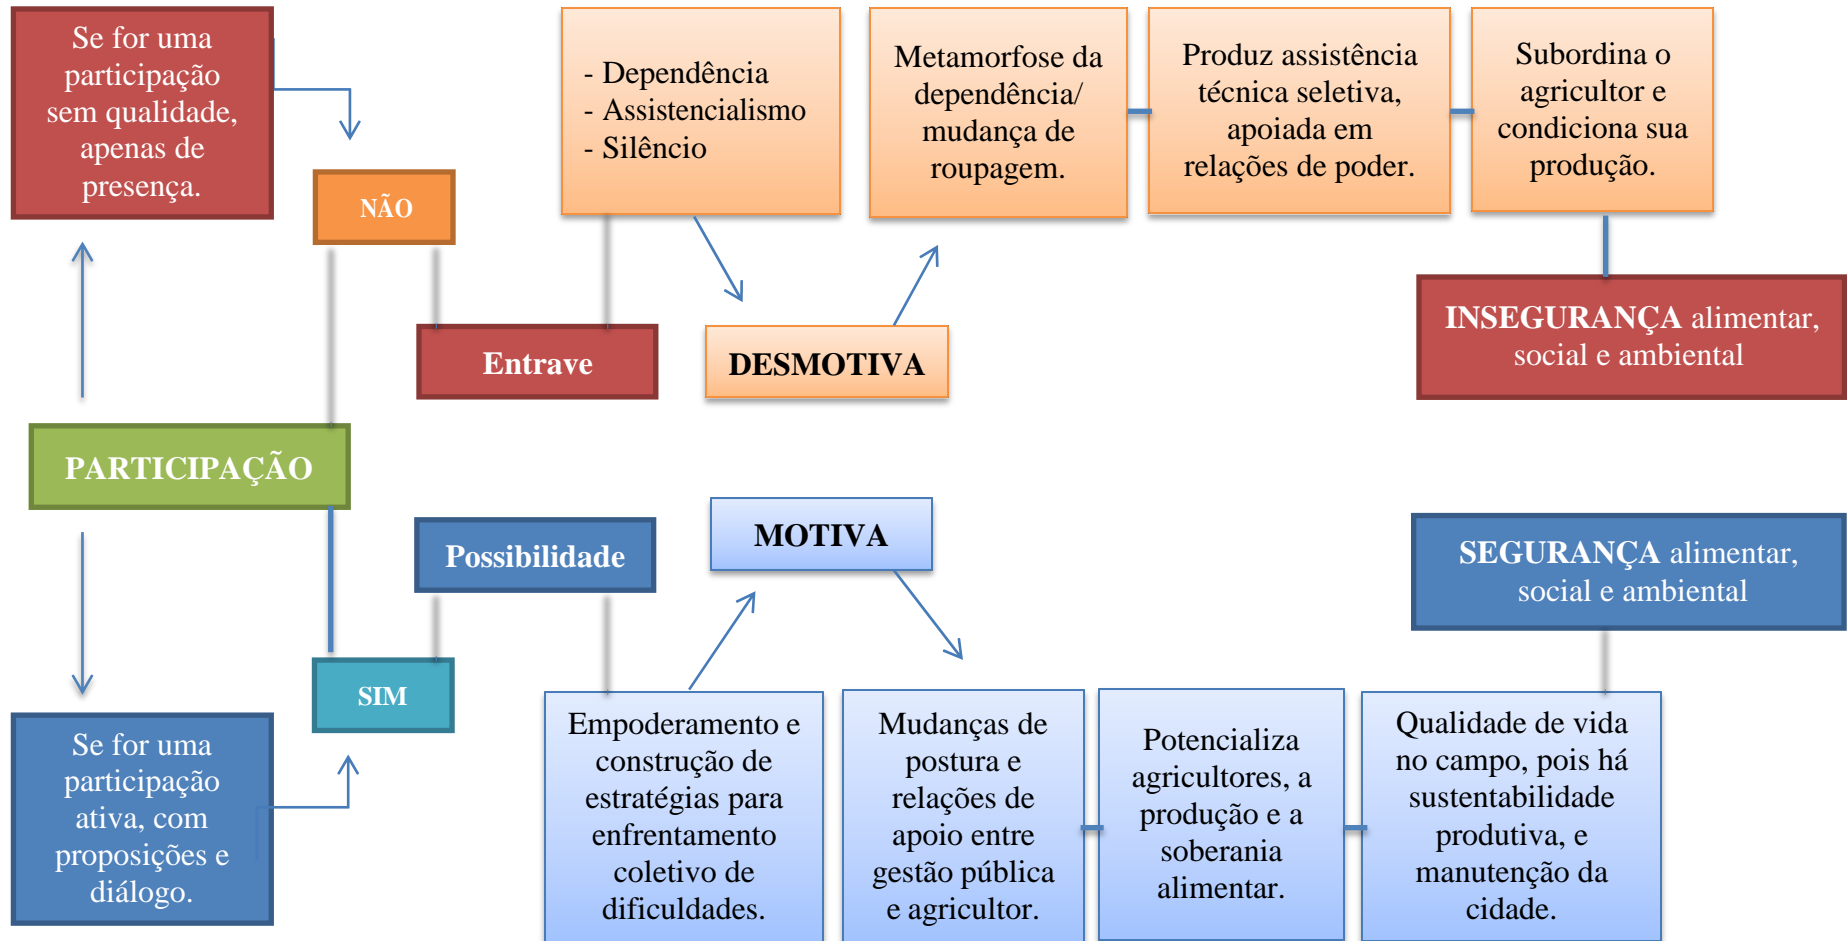 Se for uma
participação
sem qualidade,
apenas de
presença.
NÃO
- Dependência
- Assistencialismo
- Silêncio
Metamorfose da
dependência/
mudança de
roupagem.
Produz assistência
técnica seletiva,
apoiada em
relações de poder.
Subordina o
agricultor e
condiciona sua
produção.
Entrave
DESMOTIVA
INSEGURANÇA alimentar,
social e ambiental
PARTICIPAÇÃO
Possibilidade
MOTIVA
SEGURANÇA alimentar,
social e ambiental
SIM
Se for uma
participação
ativa, com
proposições e
diálogo.
Empoderamento e
construção de
estratégias para
enfrentamento
coletivo de
dificuldades.
Mudanças de
postura e
relações de
apoio entre
gestão pública
e agricultor.
Potencializa
agricultores, a
produção e a
soberania
alimentar.
Qualidade de vida
no campo, pois há
sustentabilidade
produtiva, e
manutenção da
cidade.